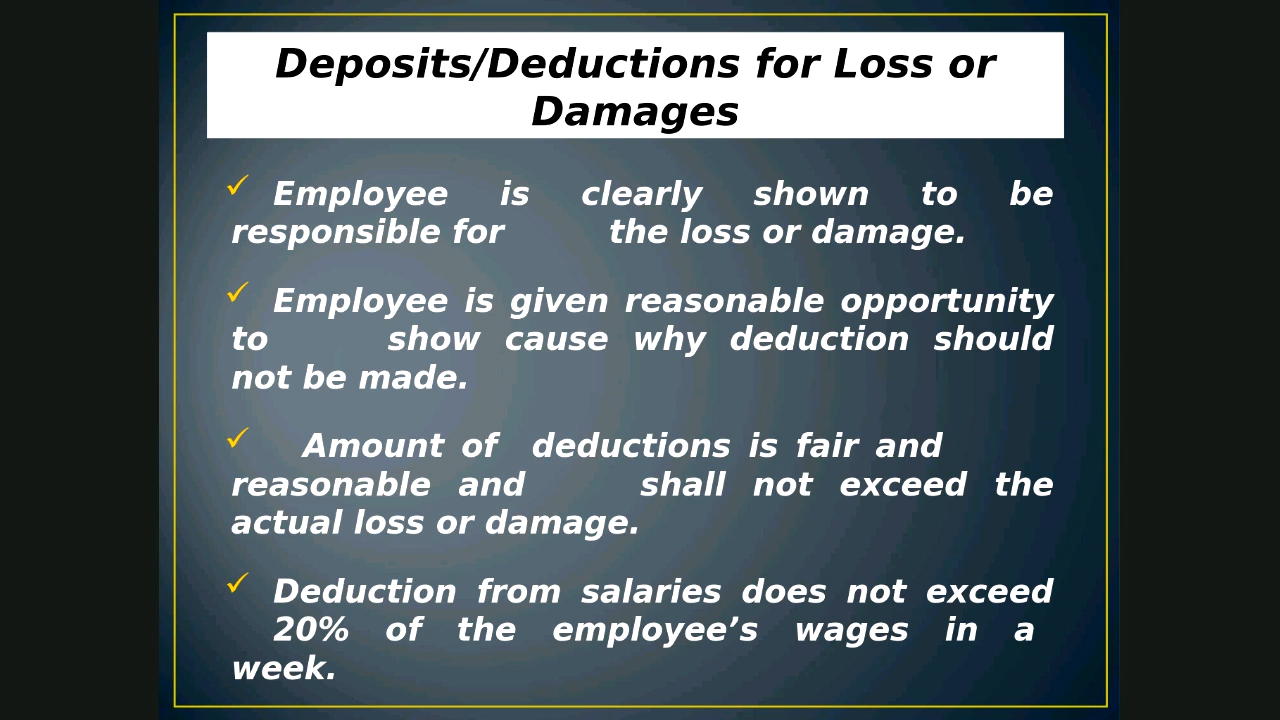 Deposits/Deductions for Loss or
Damages
✓ Employee is clearly shown to be
responsible for the loss or damage.
✓ Employee is given reasonable opportunity
to show cause why deduction should
not be made.
✓ Amount of deductions is fair and
reasonable and shall not exceed the
actual loss or damage.
✓ Deduction from salaries does not exceed
20% of the employee’s wages in a
week.